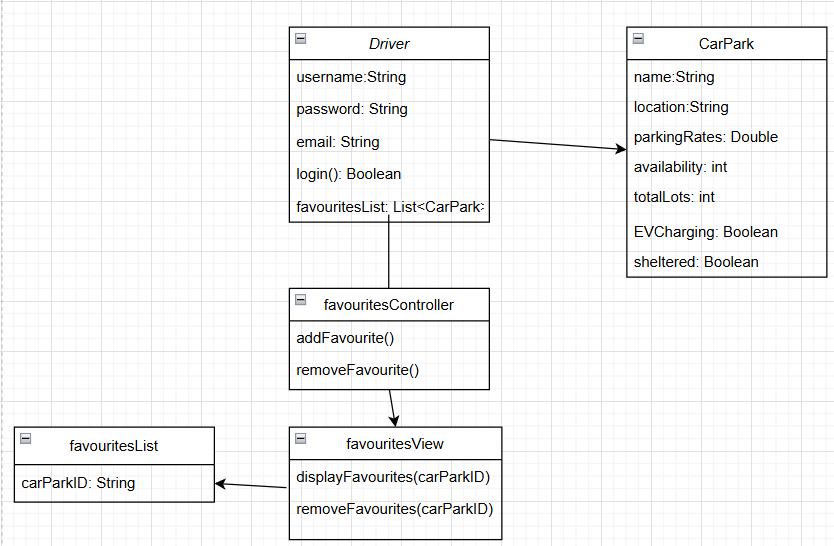 Driver
username:String
password: String
email: String
login(): Boolean
favouritesList: List<CarPark>
CarPark
name:String
location:String
parkingRates: Double
availability: int
totalLots: int
EVCharging: Boolean
sheltered: Boolean
favouritesController
addFavourite()
removeFavourite()
favouritesList
carParkID: String
favouritesView
displayFavourites(carParkID)
removeFavourites(carParkID)